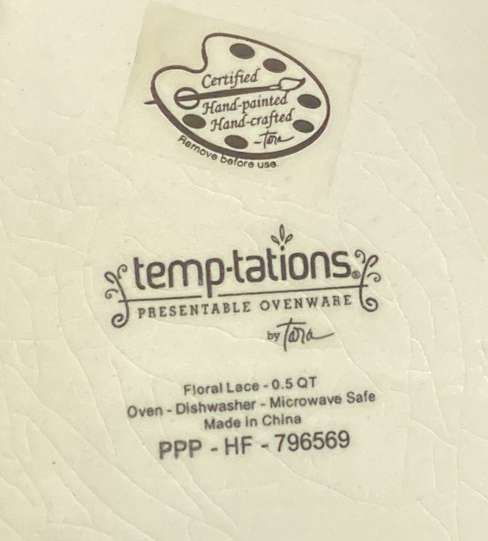 Certified
Hand-painted
Hand-crafted
-Tara
Remove before use.
temp-tations®
PRESENTABLE OVENWARE
by Tara
Floral Lace - 0.5 QT
Oven - Dishwasher - Microwave Safe
Made in China
PPP - HF - 796569